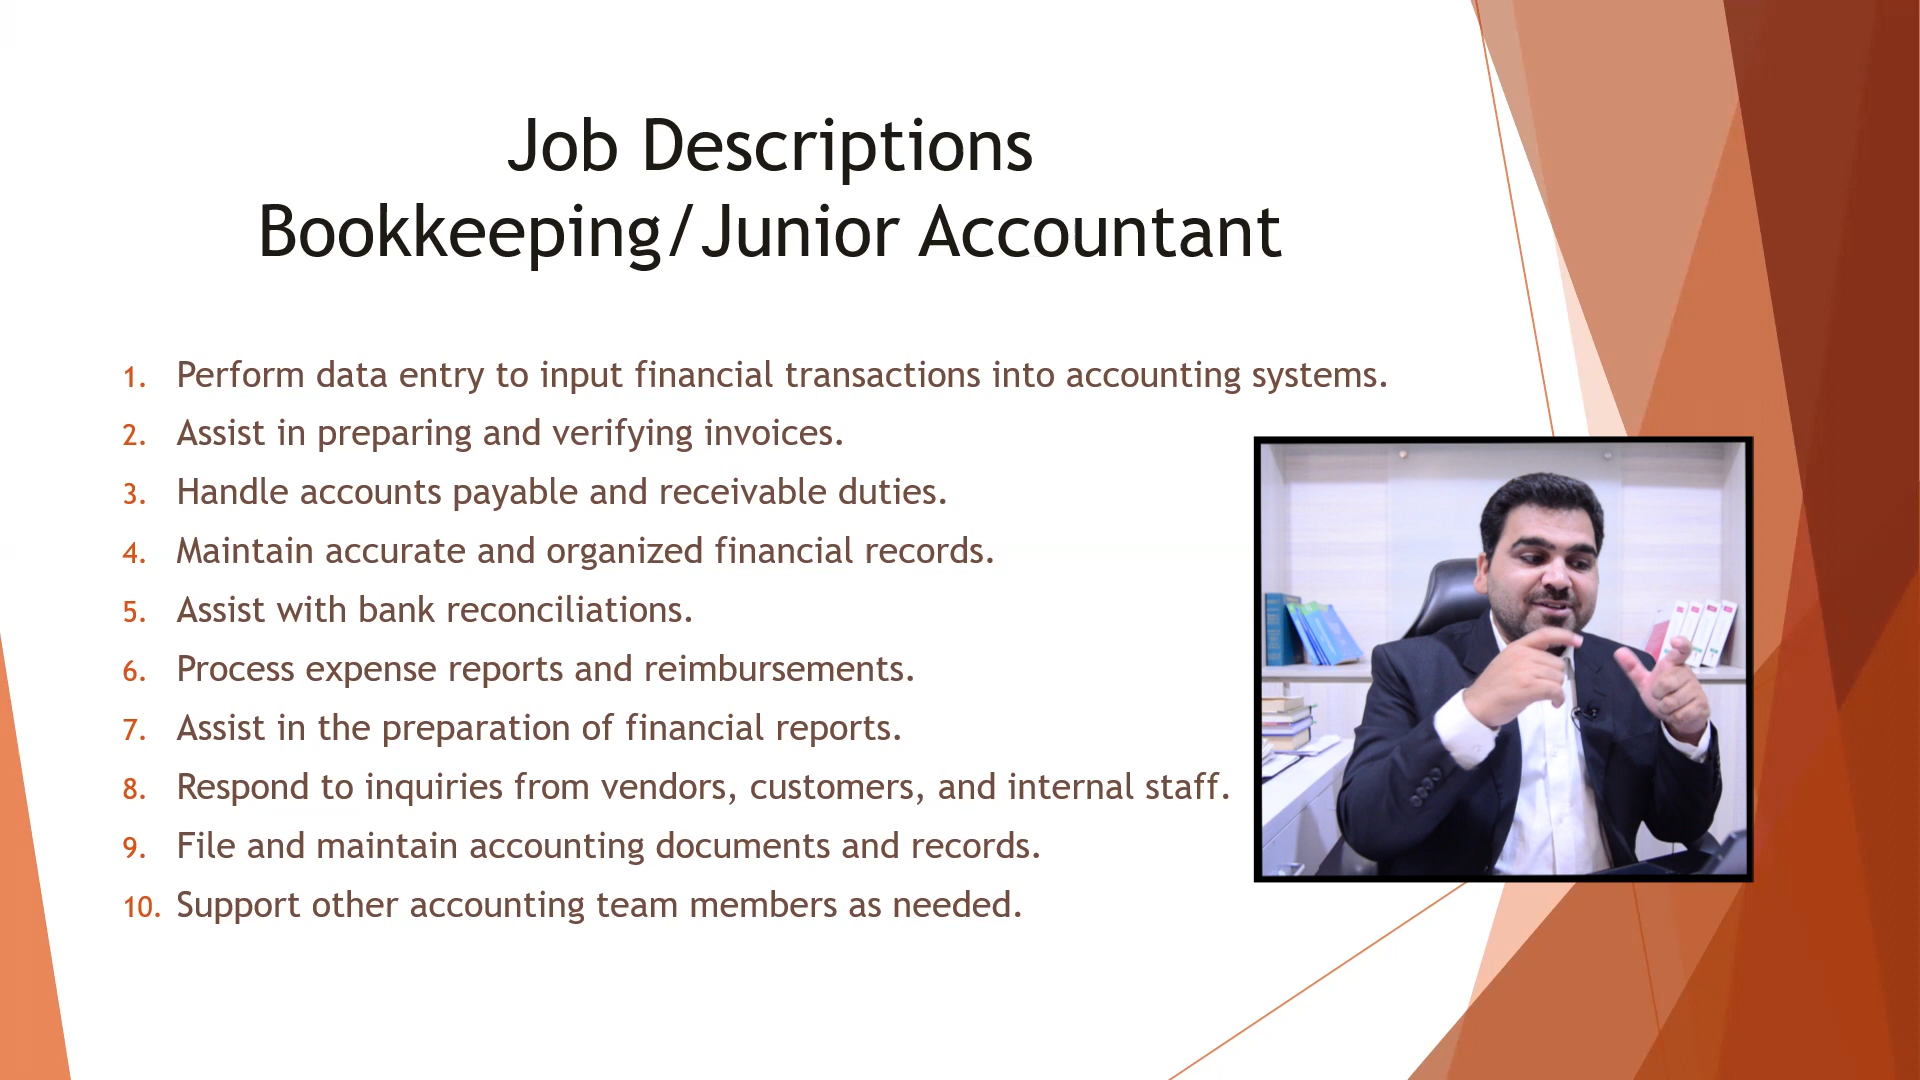 Job Descriptions
Bookkeeping/Junior Accountant
1. Perform data entry to input financial transactions into accounting systems.
2. Assist in preparing and verifying invoices.
3. Handle accounts payable and receivable duties.
4. Maintain accurate and organized financial records.
5. Assist with bank reconciliations.
6. Process expense reports and reimbursements.
7. Assist in the preparation of financial reports.
8. Respond to inquiries from vendors, customers, and internal staff.
9. File and maintain accounting documents and records.
10. Support other accounting team members as needed.